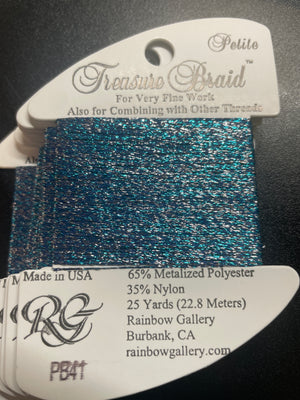 Petite
Treasure Braid™
For Very Fine Work
Also for Combining with Other Threads
Made in USA
65% Metalized Polyester
35% Nylon
25 Yards (22.8 Meters)
RG
Rainbow Gallery
Burbank, CA
rainbowgallery.com
PB41